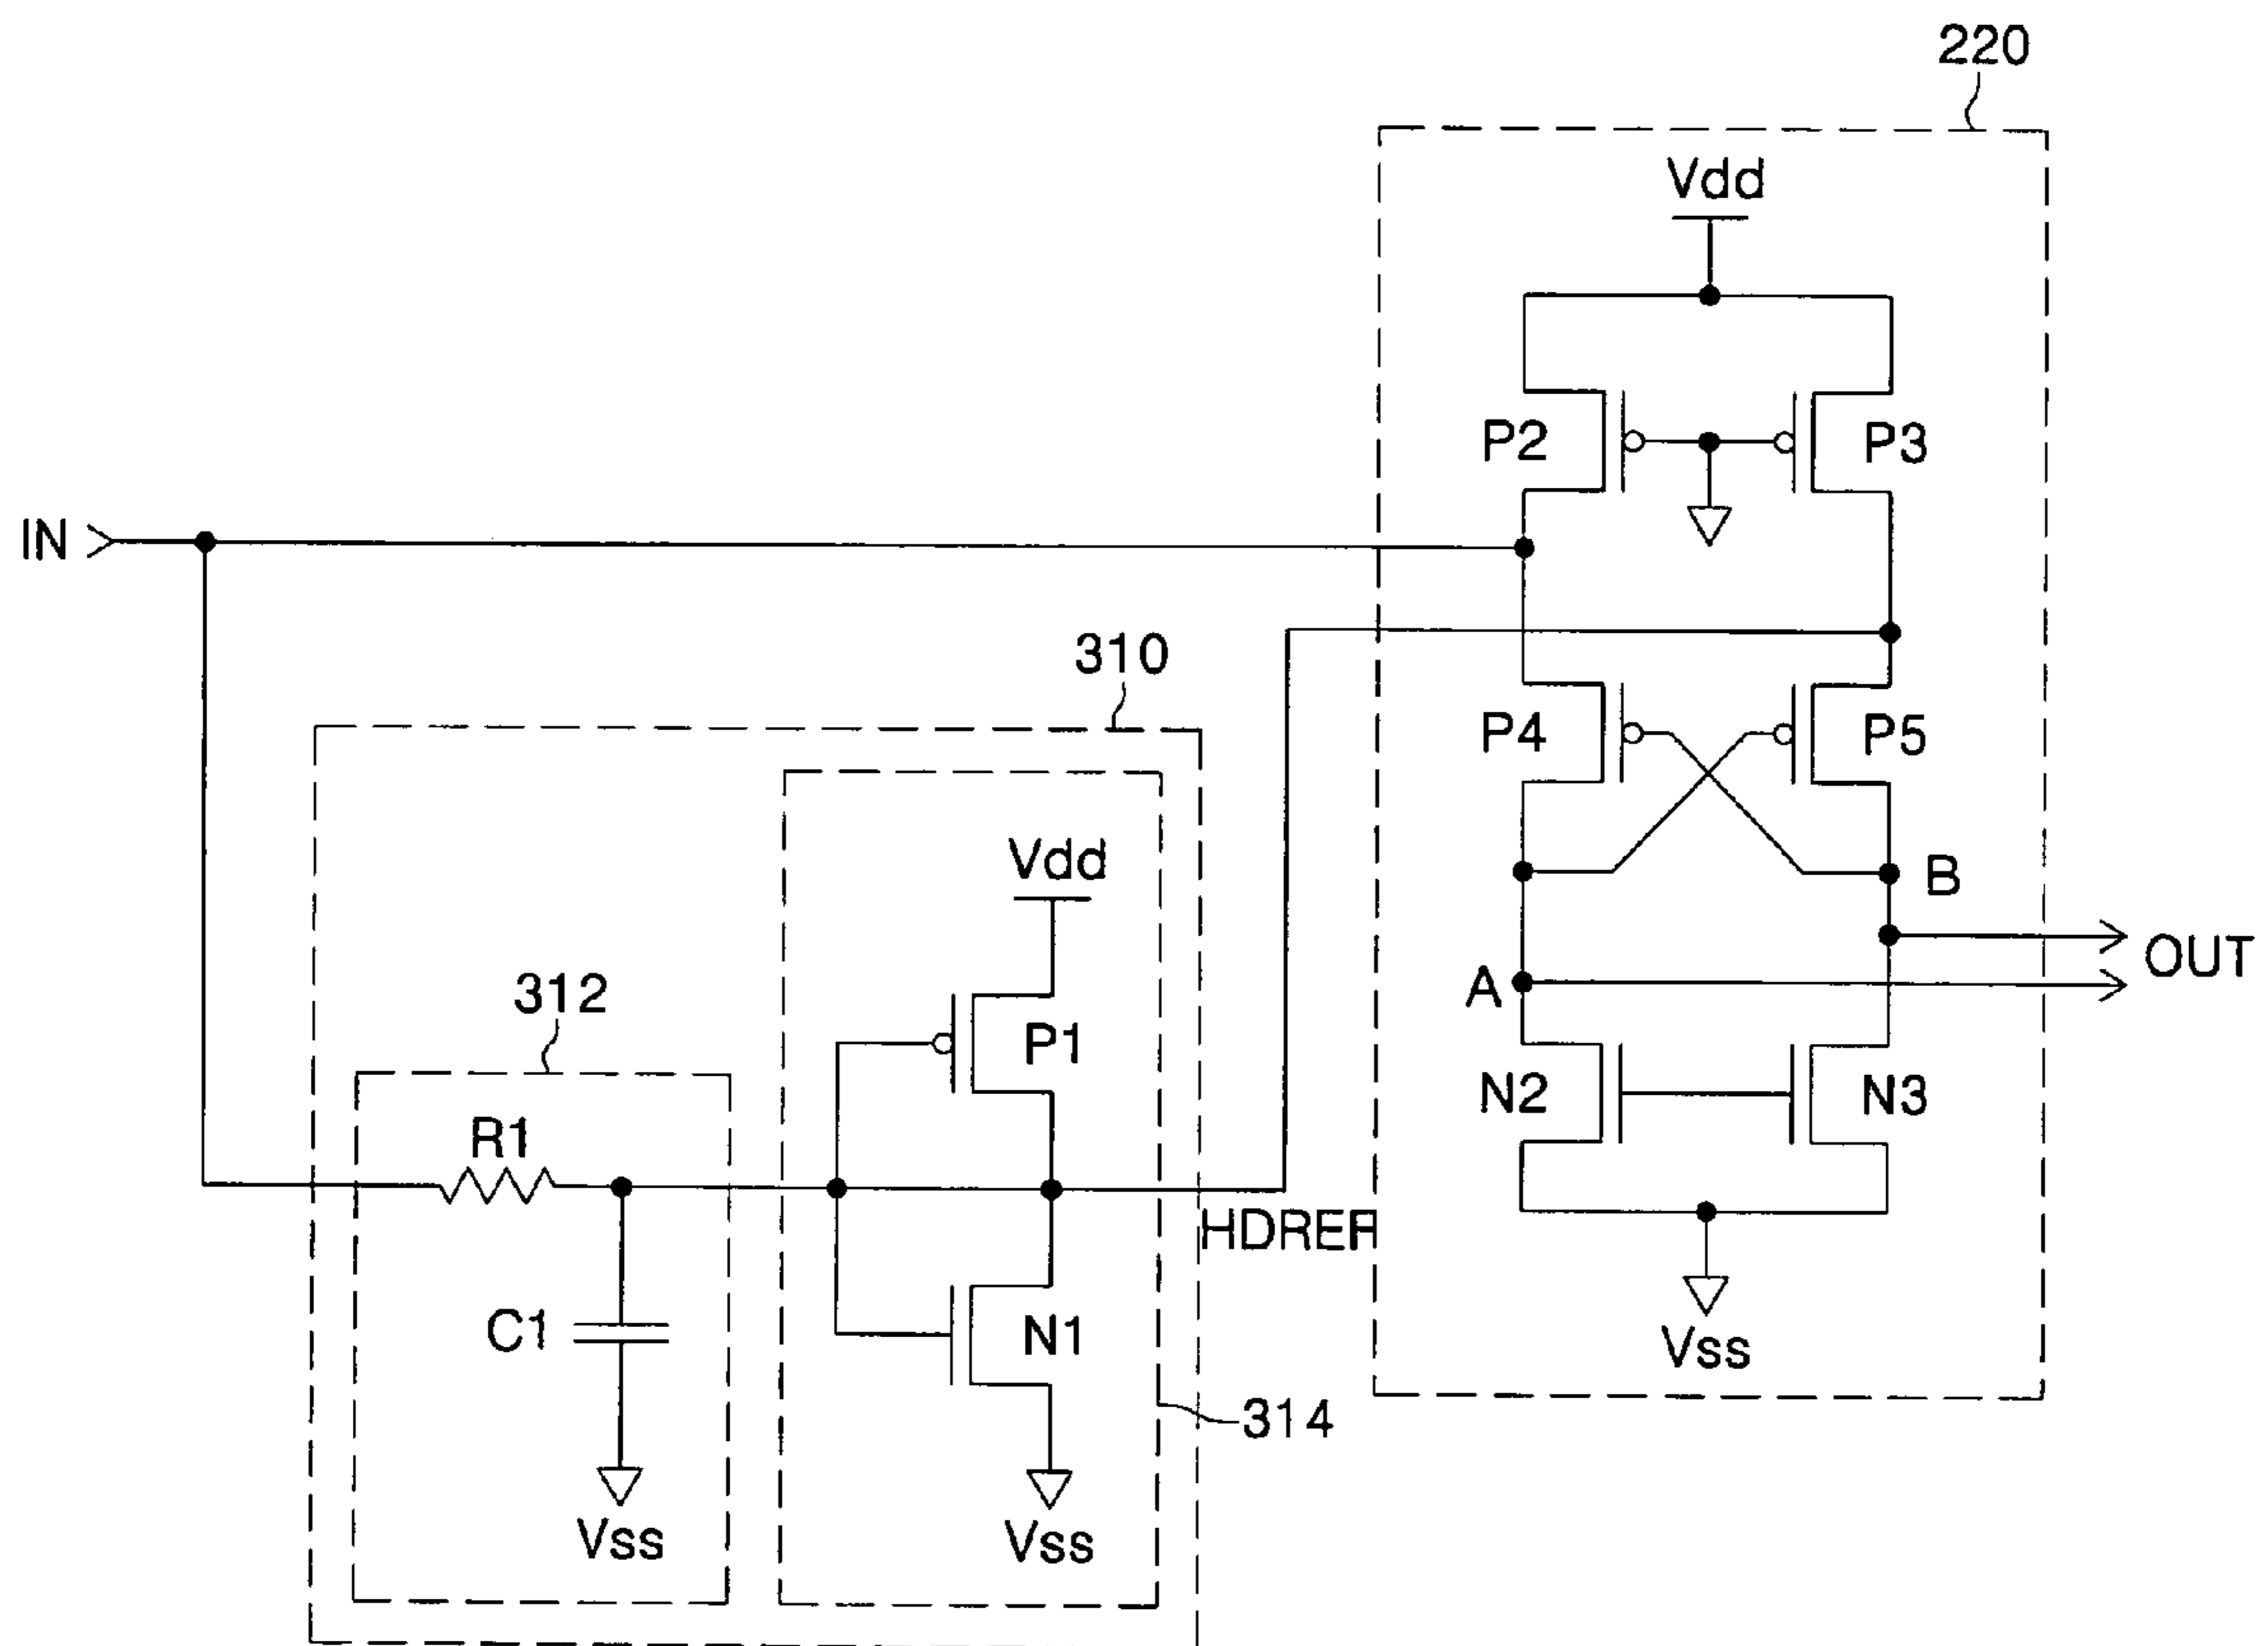 220
Vdd
P2
P3
IN
310
P4
P5
Vdd
B
OUT
A
312
P1
R1
N2
N3
HDREF
C1
N1
Vss
314
Vss
Vss